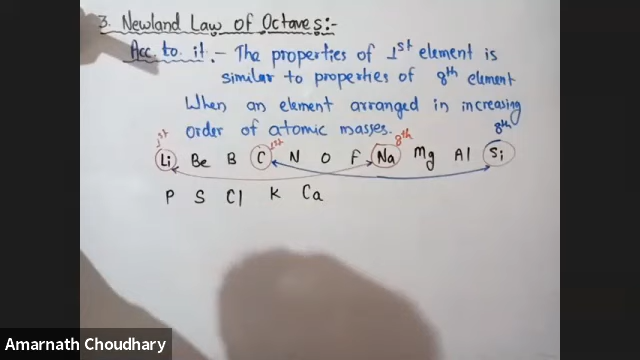 3. Newland Law of Octaves:-
Acc. to it:- The properties of 1st element is
similar to properties of 8th element
When an element arranged in increasing
order of atomic masses.
8th
1st 1st 8th
Li Be B C N O F Na Mg Al Si
P S Cl K Ca
Amarnath Choudhary